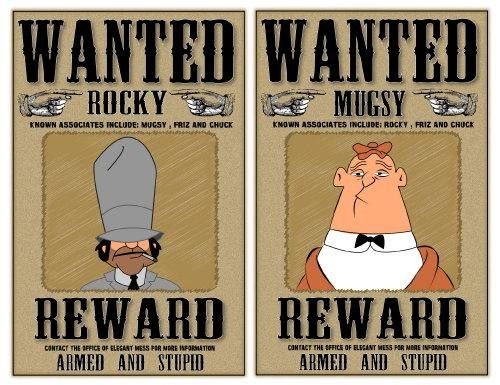 WANTED
ROCKY
KNOWN ASSOCIATES INCLUDE: MUGSY , FRIZ AND CHUCK
REWARD
CONTACT THE OFFICE OF ELEGANT MESS FOR MORE INFORMATION
ARMED AND STUPID
WANTED
MUGSY
KNOWN ASSOCIATES INCLUDE: ROCKY , FRIZ AND CHUCK
REWARD
CONTACT THE OFFICE OF ELEGANT MESS FOR MORE INFORMATION
ARMED AND STUPID